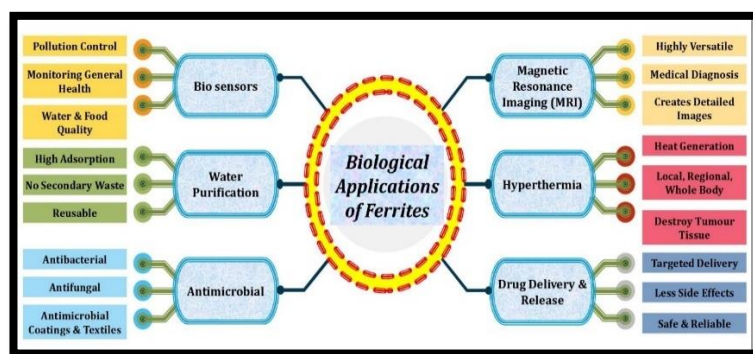 Pollution Control
Monitoring General
Health
Water & Food
Quality
Bio sensors
High Adsorption
No Secondary Waste
Reusable
Water
Purification
Antibacterial
Antifungal
Antimicrobial
Coatings & Textiles
Antimicrobial
Biological
Applications
of Ferrites
Magnetic
Resonance
Imaging (MRI)
Highly Versatile
Medical Diagnosis
Creates Detailed
Images
Hyperthermia
Heat Generation
Local, Regional,
Whole Body
Destroy Tumour
Tissue
Drug Delivery &
Release
Targeted Delivery
Less Side Effects
Safe & Reliable